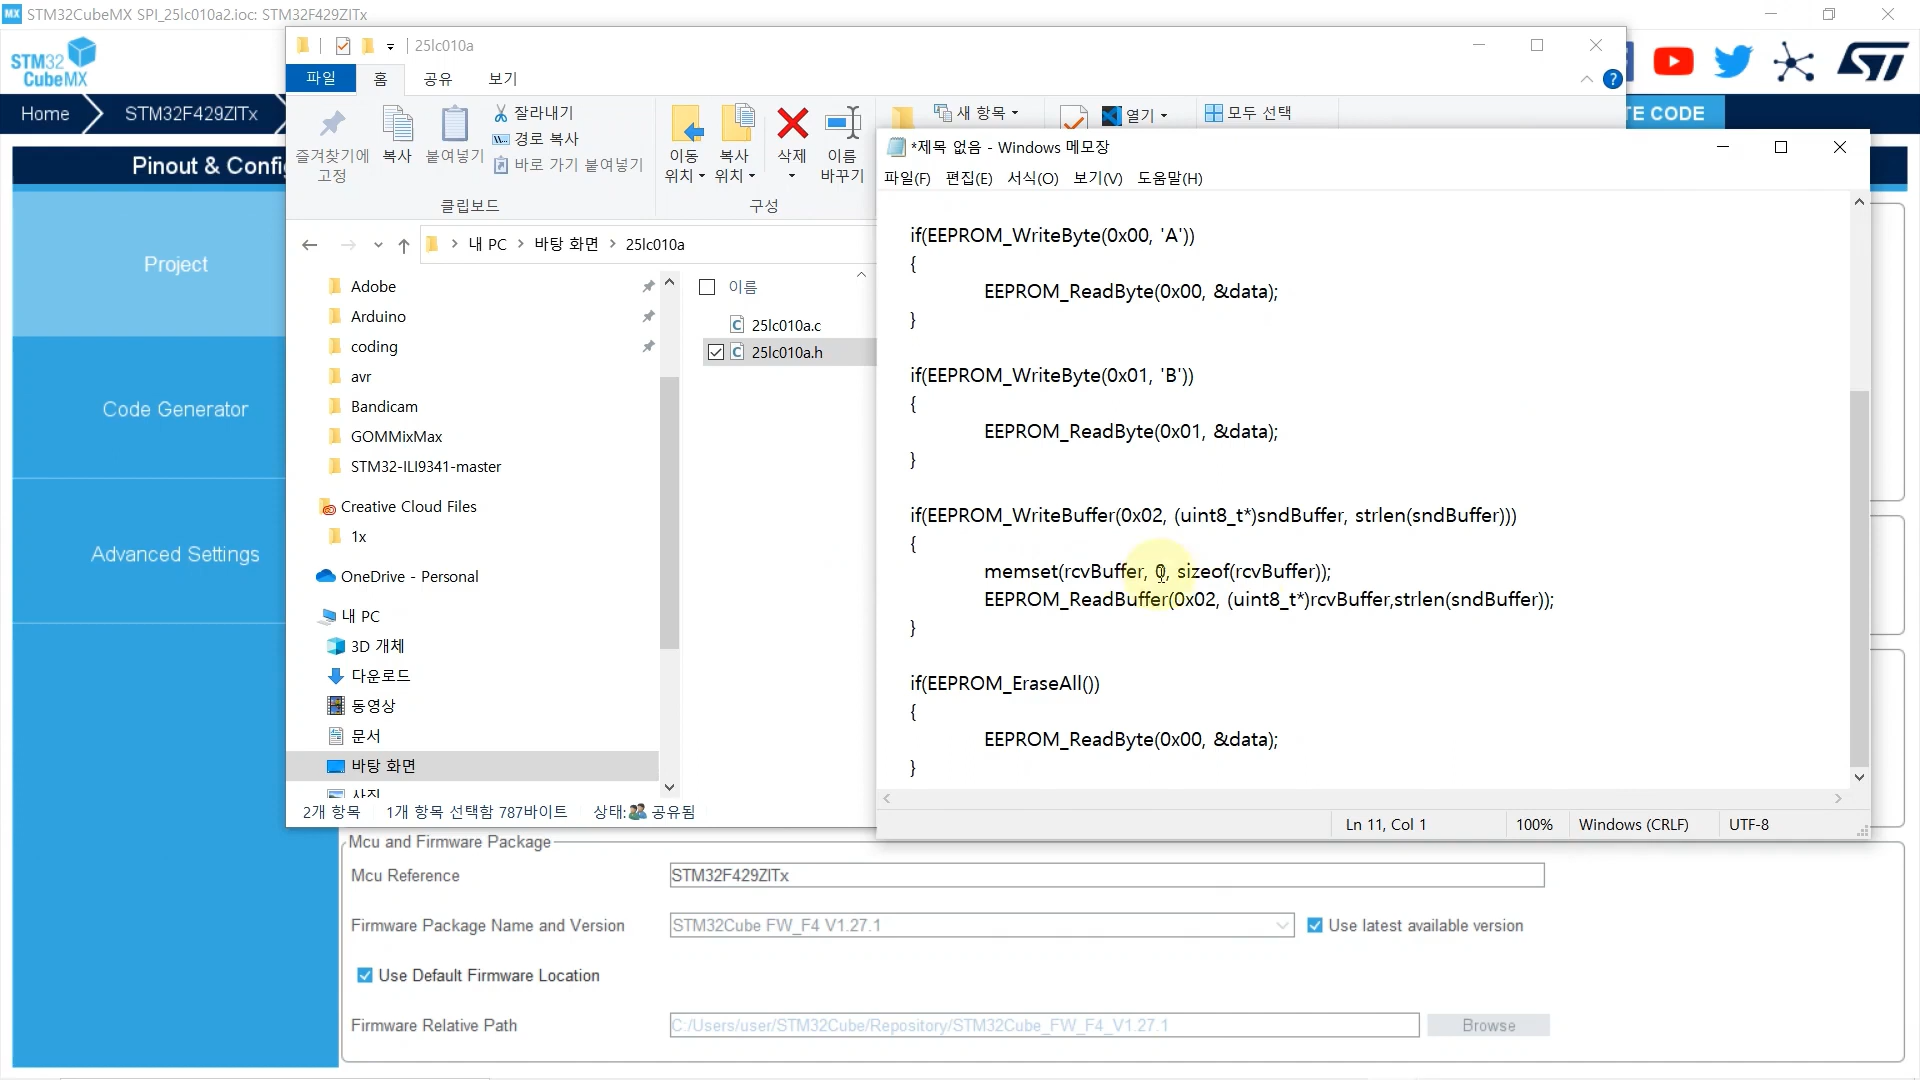 MX STM32CubeMX SPI_25lc010a2.ioc: STM32F429ZITx
STM32
CubeMX
Home
STM32F429ZITx
TE CODE
Pinout & Config
Project
Code Generator
Advanced Settings
25lc010a
파일
홈
공유
보기
즐겨찾기에
고정
복사
붙여넣기
잘라내기
경로 복사
바로 가기 붙여넣기
클립보드
이동
위치
복사
위치
삭제
이름
바꾸기
구성
새 항목
열기
모두 선택
내 PC
바탕 화면
25lc010a
Adobe
Arduino
coding
avr
Bandicam
GOMMixMax
STM32-ILI9341-master
Creative Cloud Files
1x
OneDrive - Personal
내 PC
3D 개체
다운로드
동영상
문서
바탕 화면
사진
이름
25lc010a.c
25lc010a.h
2개 항목
1개 항목 선택함 787바이트
상태:
공유됨
*제목 없음 - Windows 메모장
파일(F) 편집(E) 서식(O) 보기(V) 도움말(H)
if(EEPROM_WriteByte(0x00, 'A'))
{
EEPROM_ReadByte(0x00, &data);
}
if(EEPROM_WriteByte(0x01, 'B'))
{
EEPROM_ReadByte(0x01, &data);
}
if(EEPROM_WriteBuffer(0x02, (uint8_t*)sndBuffer, strlen(sndBuffer)))
{
memset(rcvBuffer, 0, sizeof(rcvBuffer));
EEPROM_ReadBuffer(0x02, (uint8_t*)rcvBuffer,strlen(sndBuffer));
}
if(EEPROM_EraseAll())
{
EEPROM_ReadByte(0x00, &data);
}
Ln 11, Col 1
100%
Windows (CRLF)
UTF-8
Mcu and Firmware Package
Mcu Reference
STM32F429ZITx
Firmware Package Name and Version
STM32Cube FW_F4 V1.27.1
Use latest available version
Use Default Firmware Location
Firmware Relative Path
C:/Users/user/STM32Cube/Repository/STM32Cube_FW_F4_V1.27.1
Browse